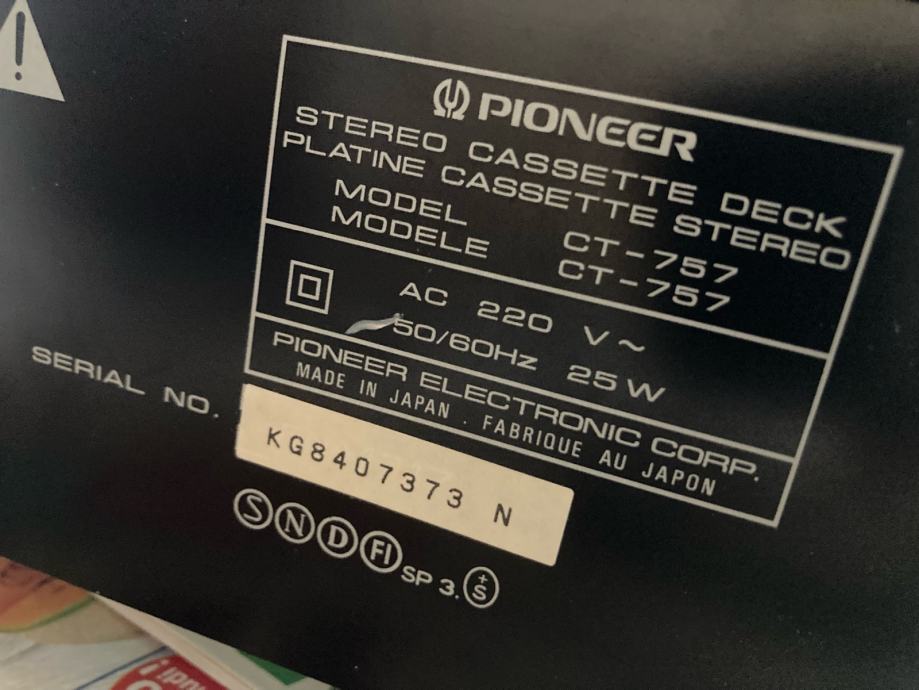 PIONEER
STEREO CASSETTE DECK
PLATINE CASSETTE STEREO
MODEL CT-757
MODELE CT-757
AC 220 V~
50/60Hz 25 W
PIONEER ELECTRONIC CORP.
MADE IN JAPAN . FABRIQUE AU JAPON
SERIAL NO. KG8407373 N
S N D FI SP 3. +S